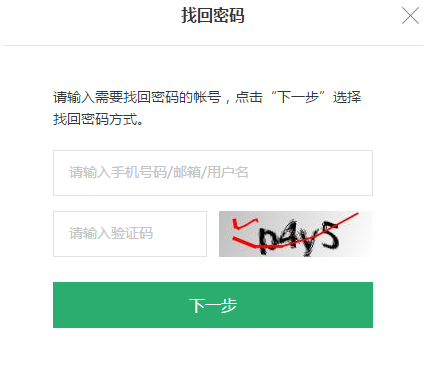 找回密码
请输入需要找回密码的帐号，点击“下一步”选择
找回密码方式。
请输入手机号码/邮箱/用户名
请输入验证码
p4y5
下一步